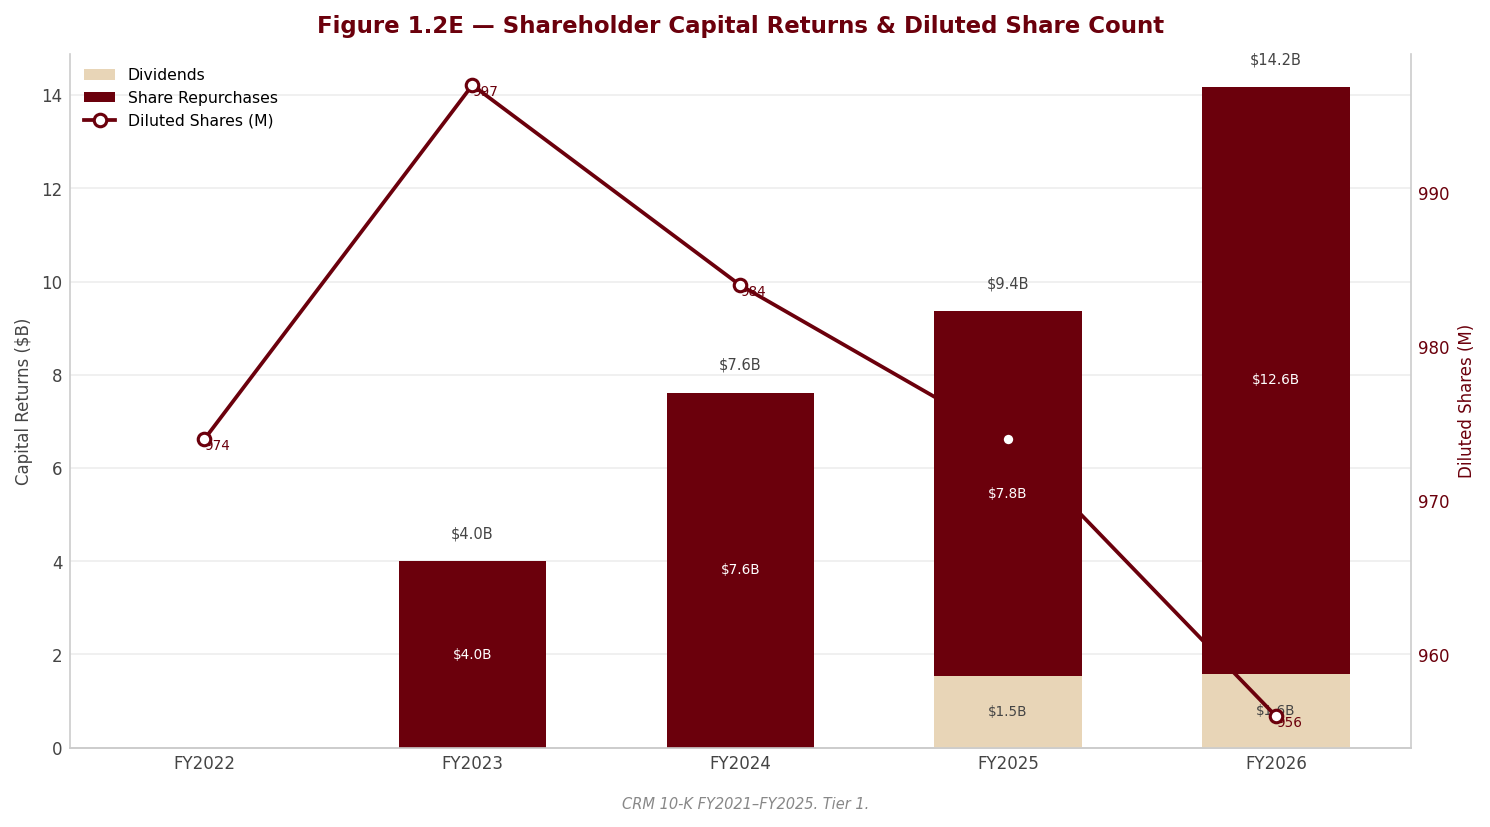 Figure 1.2E — Shareholder Capital Returns & Diluted Share Count
Dividends
Share Repurchases
Diluted Shares (M)
Capital Returns ($B)
14
12
10
8
6
4
2
0
974
997
984
956
$4.0B
$4.0B
$7.6B
$7.6B
$9.4B
$7.8B
$1.5B
$14.2B
$12.6B
$1.6B
990
980
970
960
Diluted Shares (M)
FY2022
FY2023
FY2024
FY2025
FY2026
CRM 10-K FY2021–FY2025. Tier 1.